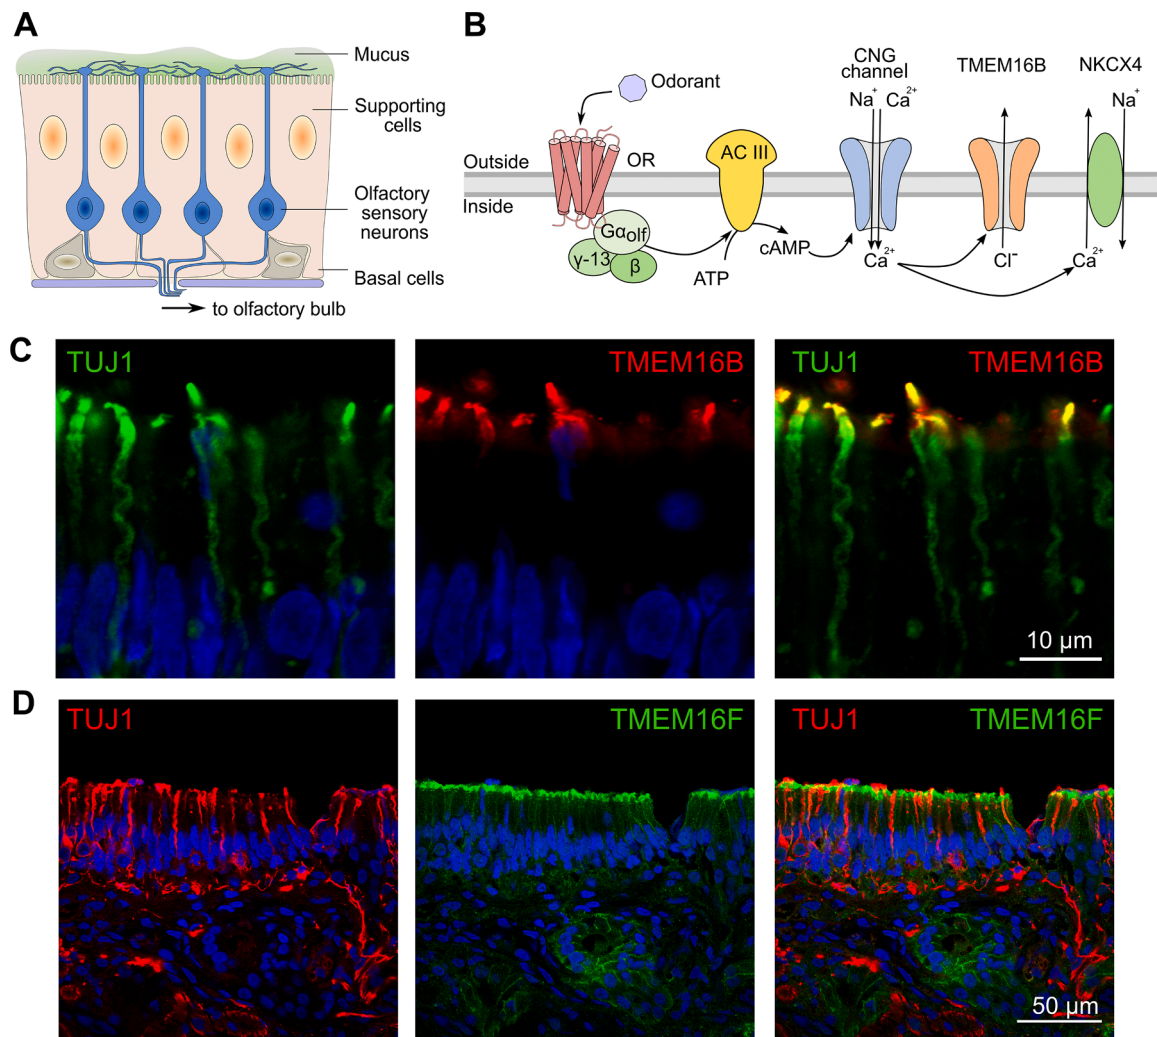 A
Mucus
Supporting
cells
Olfactory
sensory
neurons
Basal cells
to olfactory bulb
B
Odorant
OR
Outside
Inside
Gαolf
γ-13
β
AC III
ATP
cAMP
CNG
channel
Na+ Ca2+
Ca2+
TMEM16B
Cl−
NKCX4
Na+
Ca2+
C
TUJ1
TMEM16B
TUJ1 TMEM16B
10 µm
D
TUJ1
TMEM16F
TUJ1 TMEM16F
50 µm